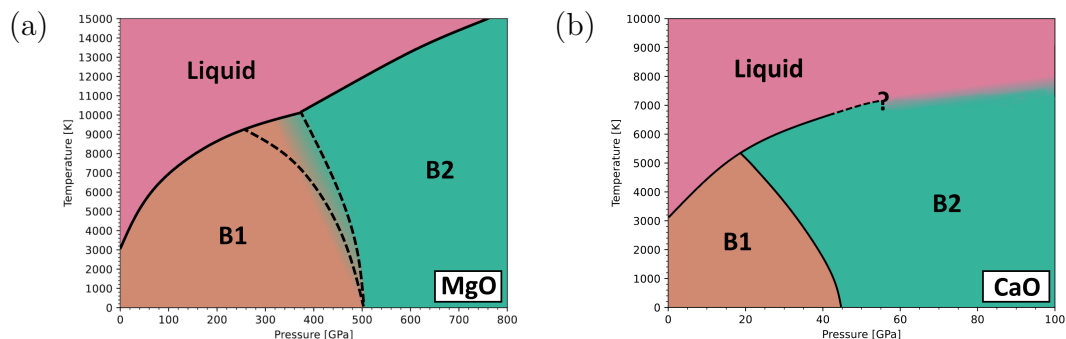 (a)
15000
14000
13000
12000
11000
10000
9000
8000
7000
6000
5000
4000
3000
2000
1000
0
Temperature [K]
Liquid
B1
B2
MgO
0 100 200 300 400 500 600 700 800
Pressure [GPa]
(b)
10000
9000
8000
7000
6000
5000
4000
3000
2000
1000
0
Temperature [K]
Liquid
?
B1
B2
CaO
0 20 40 60 80 100
Pressure [GPa]